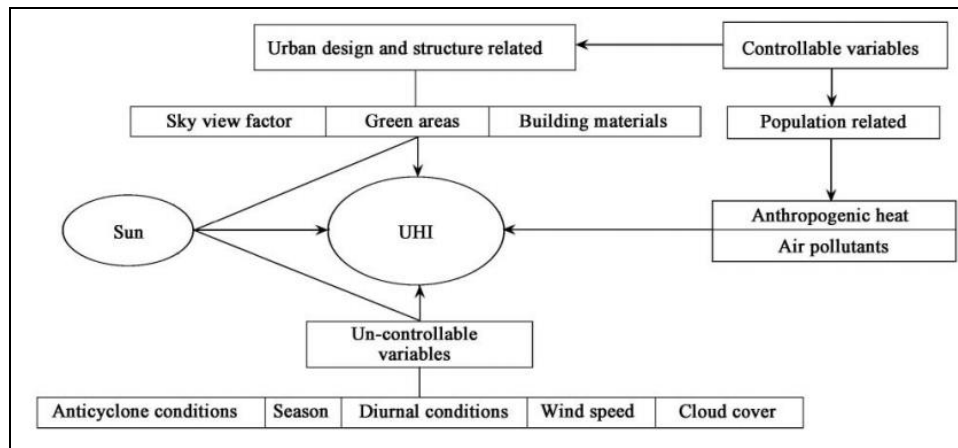 Urban design and structure related
Controllable variables
Sky view factor
Green areas
Building materials
Population related
Anthropogenic heat
Air pollutants
Sun
UHI
Un-controllable
variables
Anticyclone conditions
Season
Diurnal conditions
Wind speed
Cloud cover